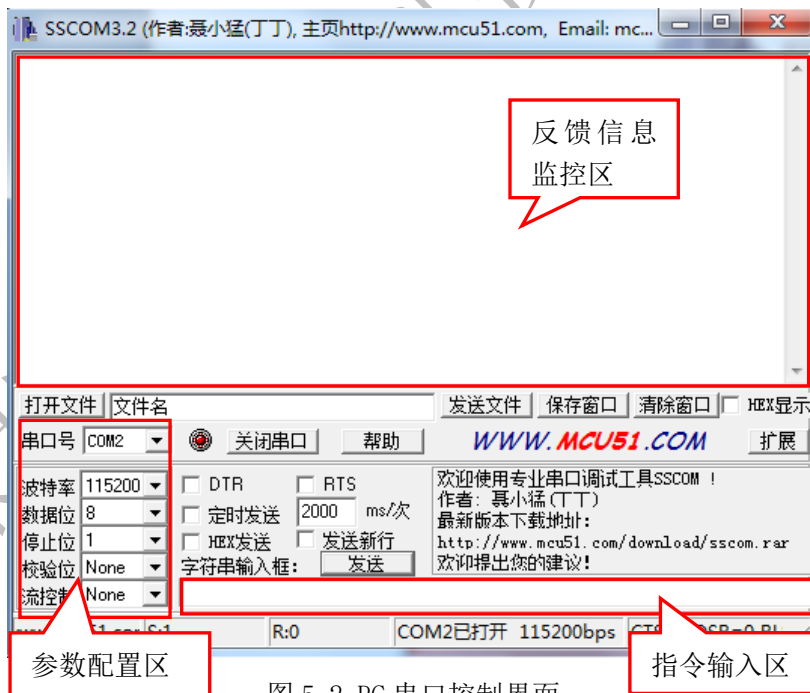 SSCOM3.2 (作者:聂小猛(丁丁), 主页http://www.mcu51.com, Email: mc...
反馈信息
监控区
打开文件 文件名 发送文件 保存窗口 清除窗口 HEX显示
串口号 COM2 关闭串口 帮助 WWW.MCU51.COM 扩展
波特率 115200 DTR RTS
数据位 8 定时发送 2000 ms/次
停止位 1 HEX发送 发送新行
校验位 None 字符串输入框: 发送
流控制 None
欢迎使用专业串口调试工具SSCOM !
作者: 聂小猛(丁丁)
最新版本下载地址:
http://www.mcu51.com/download/sscom.rar
欢迎提出您的建议!
R:0 COM2已打开 115200bps
参数配置区
指令输入区
图 5-2 PC 串口控制界面